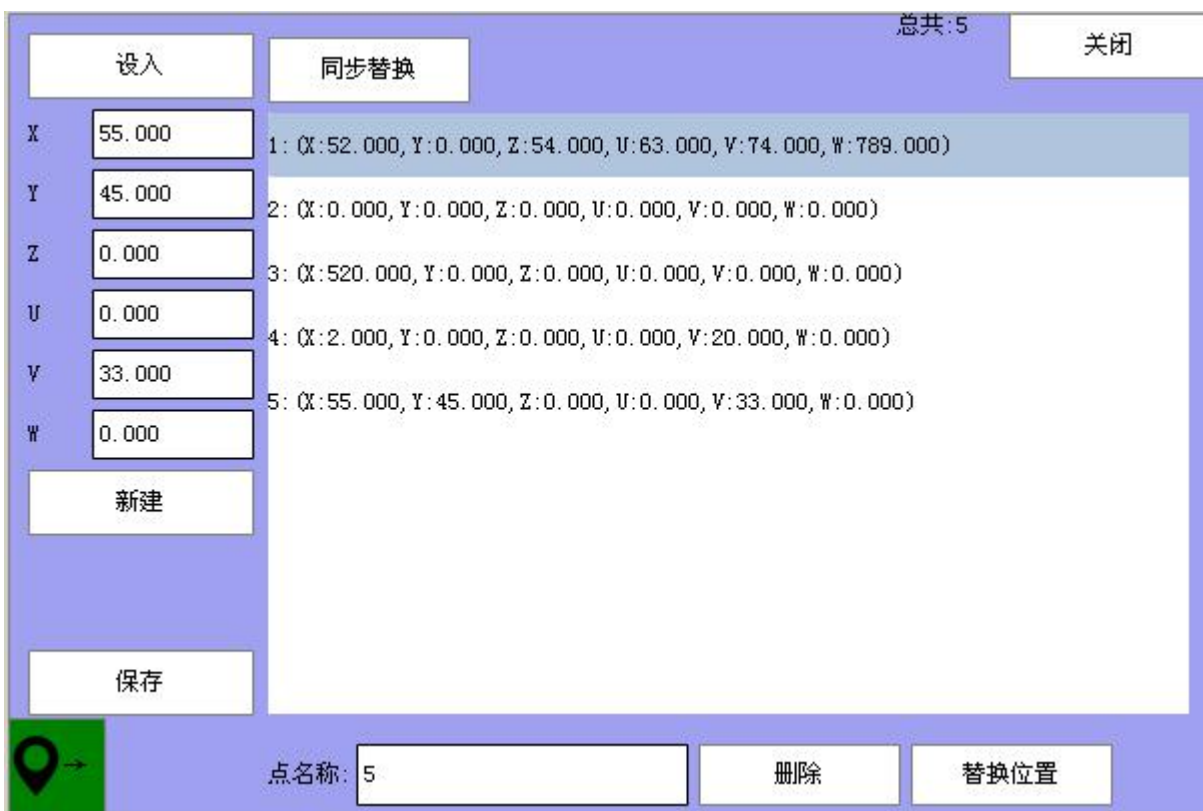 总共:5
关闭
设入
同步替换
X 55.000
Y 45.000
Z 0.000
U 0.000
V 33.000
W 0.000
1:(X:52.000,Y:0.000,Z:54.000,U:63.000,V:74.000,W:789.000)
2:(X:0.000,Y:0.000,Z:0.000,U:0.000,V:0.000,W:0.000)
3:(X:520.000,Y:0.000,Z:0.000,U:0.000,V:0.000,W:0.000)
4:(X:2.000,Y:0.000,Z:0.000,U:0.000,V:20.000,W:0.000)
5:(X:55.000,Y:45.000,Z:0.000,U:0.000,V:33.000,W:0.000)
新建
保存
点名称: 5
删除
替换位置